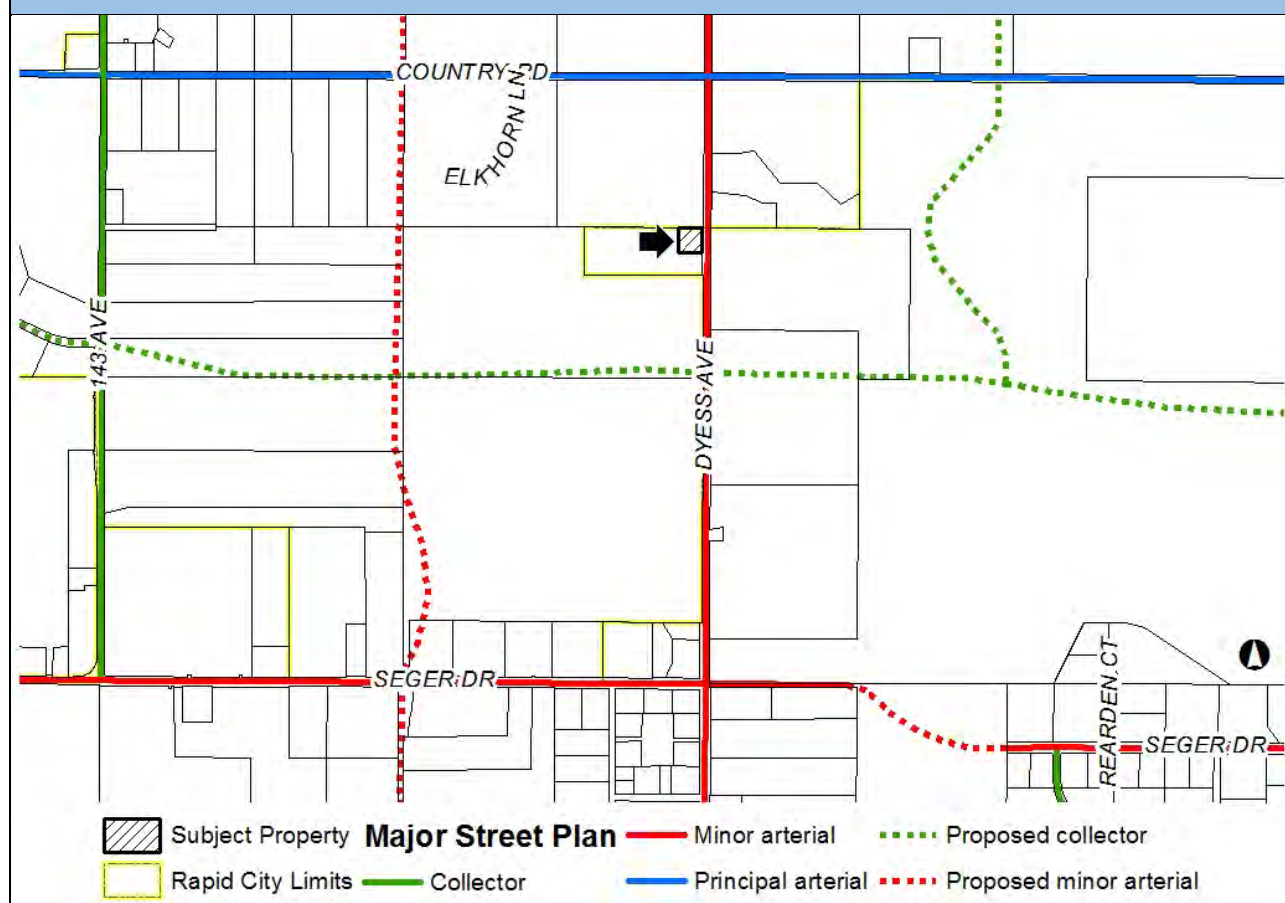 COUNTRY RD
ELKHORN LN
143 AVE
DYESS AVE
SEGER DR
REARDEN CT
SEGER DR
Subject Property
Major Street Plan
Minor arterial
Proposed collector
Rapid City Limits
Collector
Principal arterial
Proposed minor arterial